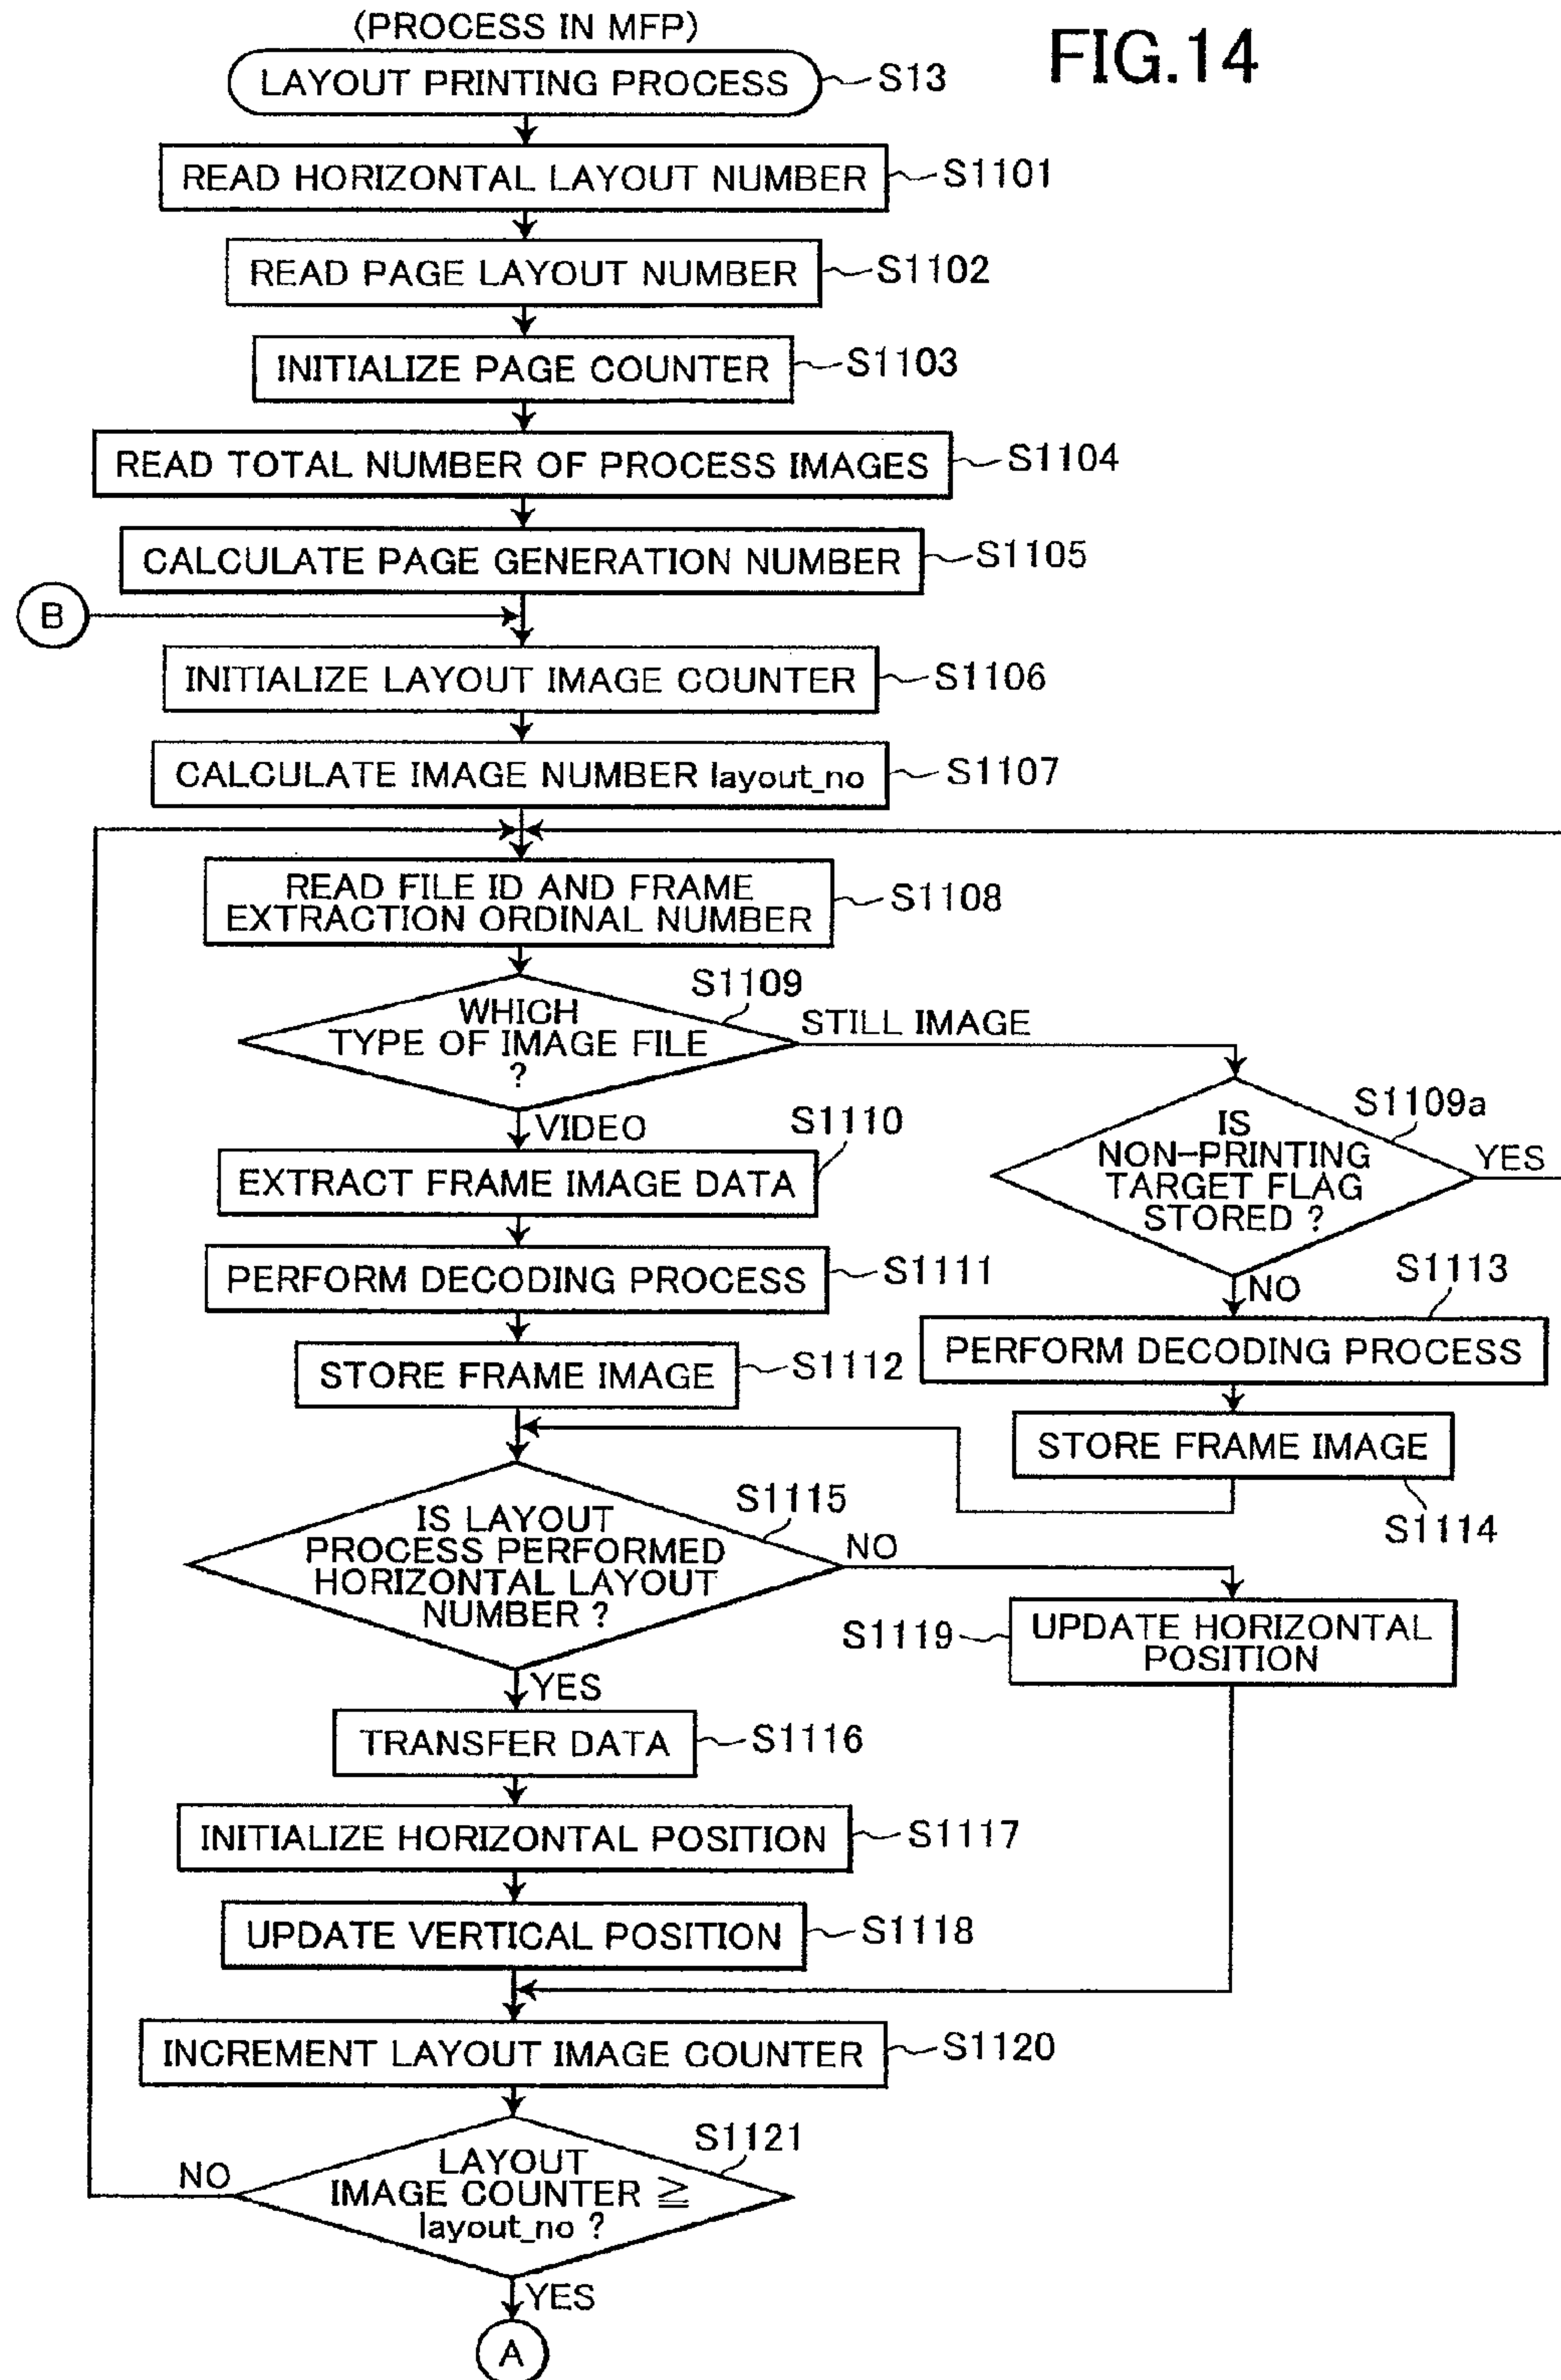 (PROCESS IN MFP)
FIG.14
LAYOUT PRINTING PROCESS
S13
READ HORIZONTAL LAYOUT NUMBER
S1101
READ PAGE LAYOUT NUMBER
S1102
INITIALIZE PAGE COUNTER
S1103
READ TOTAL NUMBER OF PROCESS IMAGES
S1104
CALCULATE PAGE GENERATION NUMBER
S1105
B
INITIALIZE LAYOUT IMAGE COUNTER
S1106
CALCULATE IMAGE NUMBER layout_no
S1107
READ FILE ID AND FRAME
EXTRACTION ORDINAL NUMBER
S1108
S1109
WHICH
TYPE OF IMAGE FILE
?
STILL IMAGE
VIDEO
S1109a
IS
NON-PRINTING
TARGET FLAG
STORED ?
YES
NO
S1110
EXTRACT FRAME IMAGE DATA
PERFORM DECODING PROCESS
S1111
STORE FRAME IMAGE
S1112
S1113
PERFORM DECODING PROCESS
STORE FRAME IMAGE
S1114
S1115
IS LAYOUT
PROCESS PERFORMED
HORIZONTAL LAYOUT
NUMBER ?
NO
YES
S1119
UPDATE HORIZONTAL
POSITION
TRANSFER DATA
S1116
INITIALIZE HORIZONTAL POSITION
S1117
UPDATE VERTICAL POSITION
S1118
INCREMENT LAYOUT IMAGE COUNTER
S1120
S1121
LAYOUT
IMAGE COUNTER ≧
layout_no ?
NO
YES
A